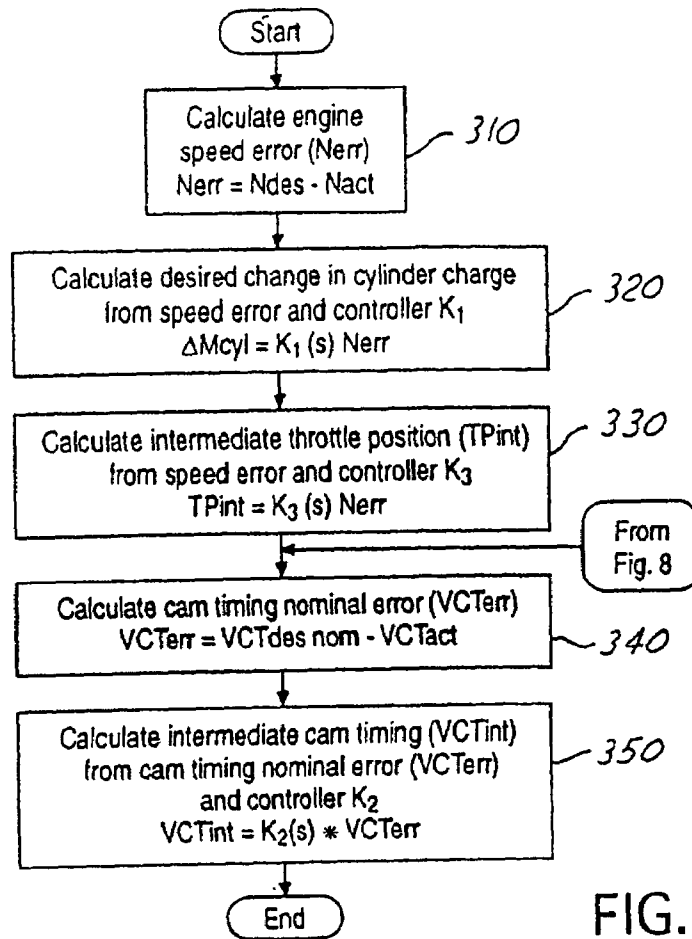 Start
Calculate engine
speed error (Nerr)
Nerr = Ndes - Nact
310
Calculate desired change in cylinder charge
from speed error and controller K₁
ΔMcyl = K₁ (s) Nerr
320
Calculate intermediate throttle position (TPint)
from speed error and controller K₃
TPint = K₃ (s) Nerr
330
From
Fig. 8
Calculate cam timing nominal error (VCTerr)
VCTerr = VCTdes nom - VCTact
340
Calculate intermediate cam timing (VCTint)
from cam timing nominal error (VCTerr)
and controller K₂
VCTint = K₂(s) * VCTerr
350
End
FIG.